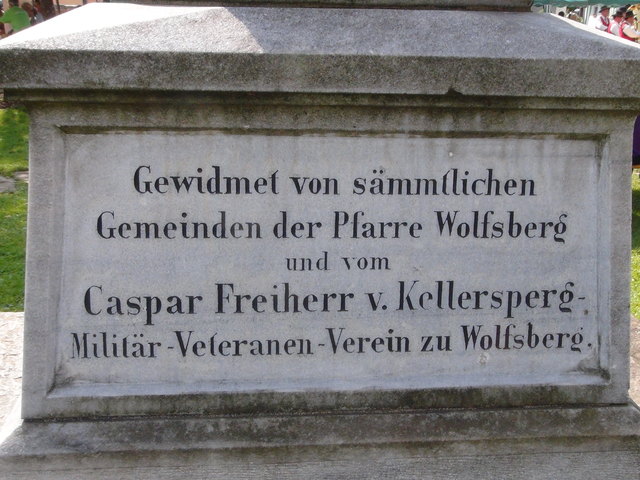 Gewidmet von sämmtlichen
Gemeinden der Pfarre Wolfsberg
und vom
Caspar Freiherr v. Kellersperg-
Militär-Veteranen-Verein zu Wolfsberg.